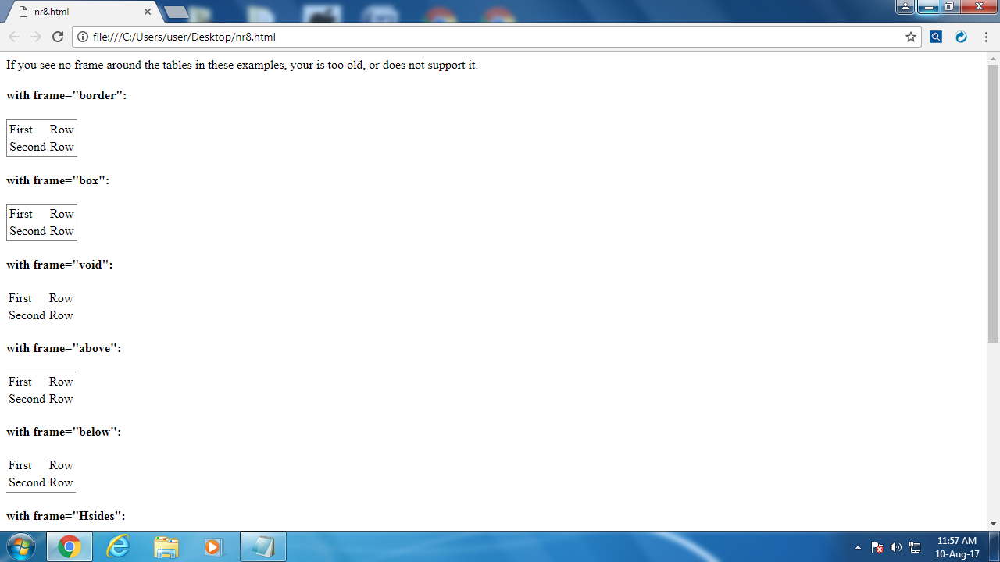 nr8.html
file:///C:/Users/user/Desktop/nr8.html
If you see no frame around the tables in these examples, your is too old, or does not support it.
with frame="border":
First Row
Second Row
with frame="box":
First Row
Second Row
with frame="void":
First Row
Second Row
with frame="above":
First Row
Second Row
with frame="below":
First Row
Second Row
with frame="Hsides":
11:57 AM
10-Aug-17